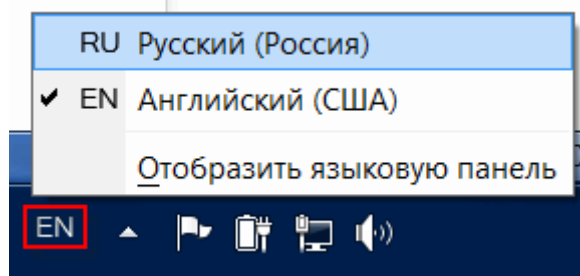 RU Русский (Россия)
✔ EN Английский (США)
Отобразить языковую панель
EN